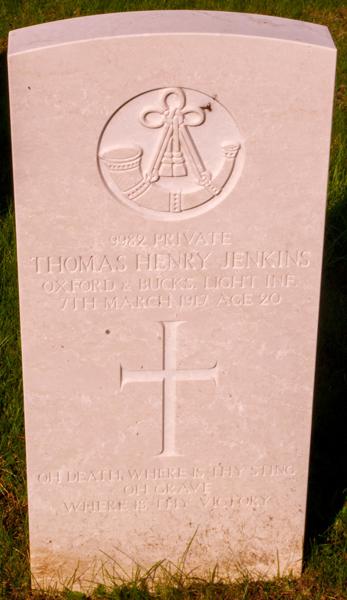 9982 PRIVATE
THOMAS HENRY JENKINS
OXFORD & BUCKS. LIGHT INF.
7TH MARCH 1917 AGE 20
OH DEATH, WHERE IS THY STING
OH GRAVE
WHERE IS THY VICTORY